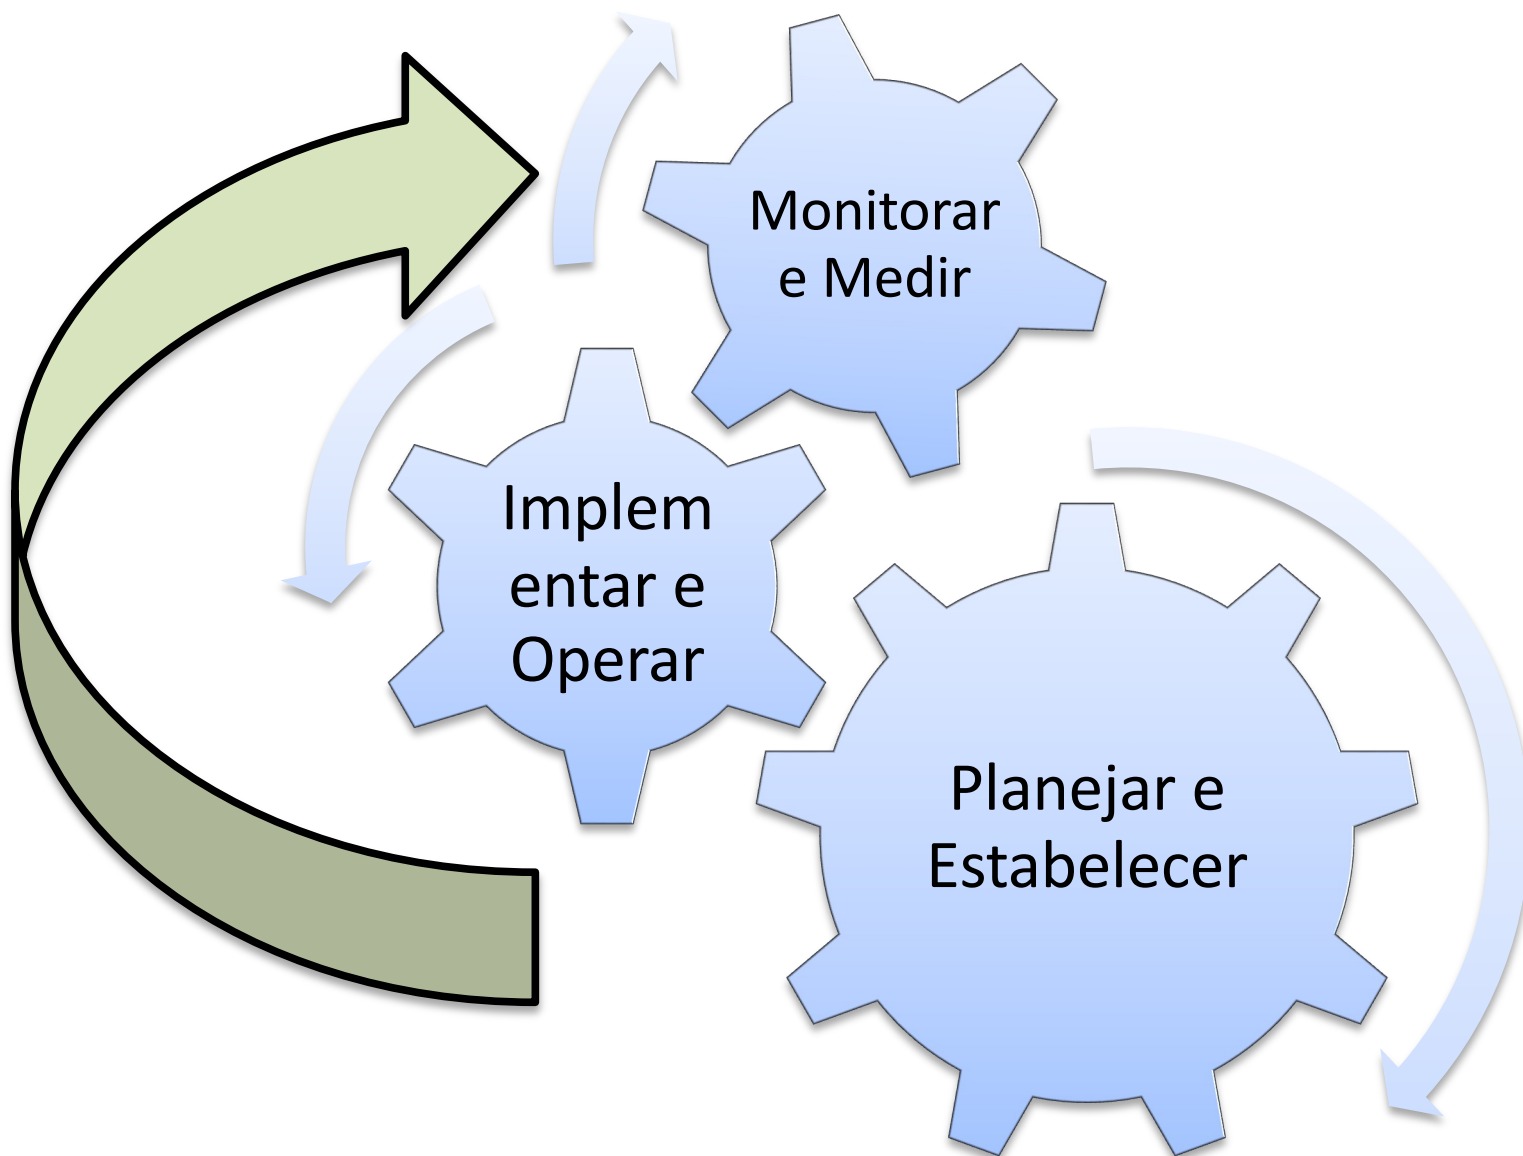 Monitorar
e Medir
Implem
entar e
Operar
Planejar e
Estabelecer